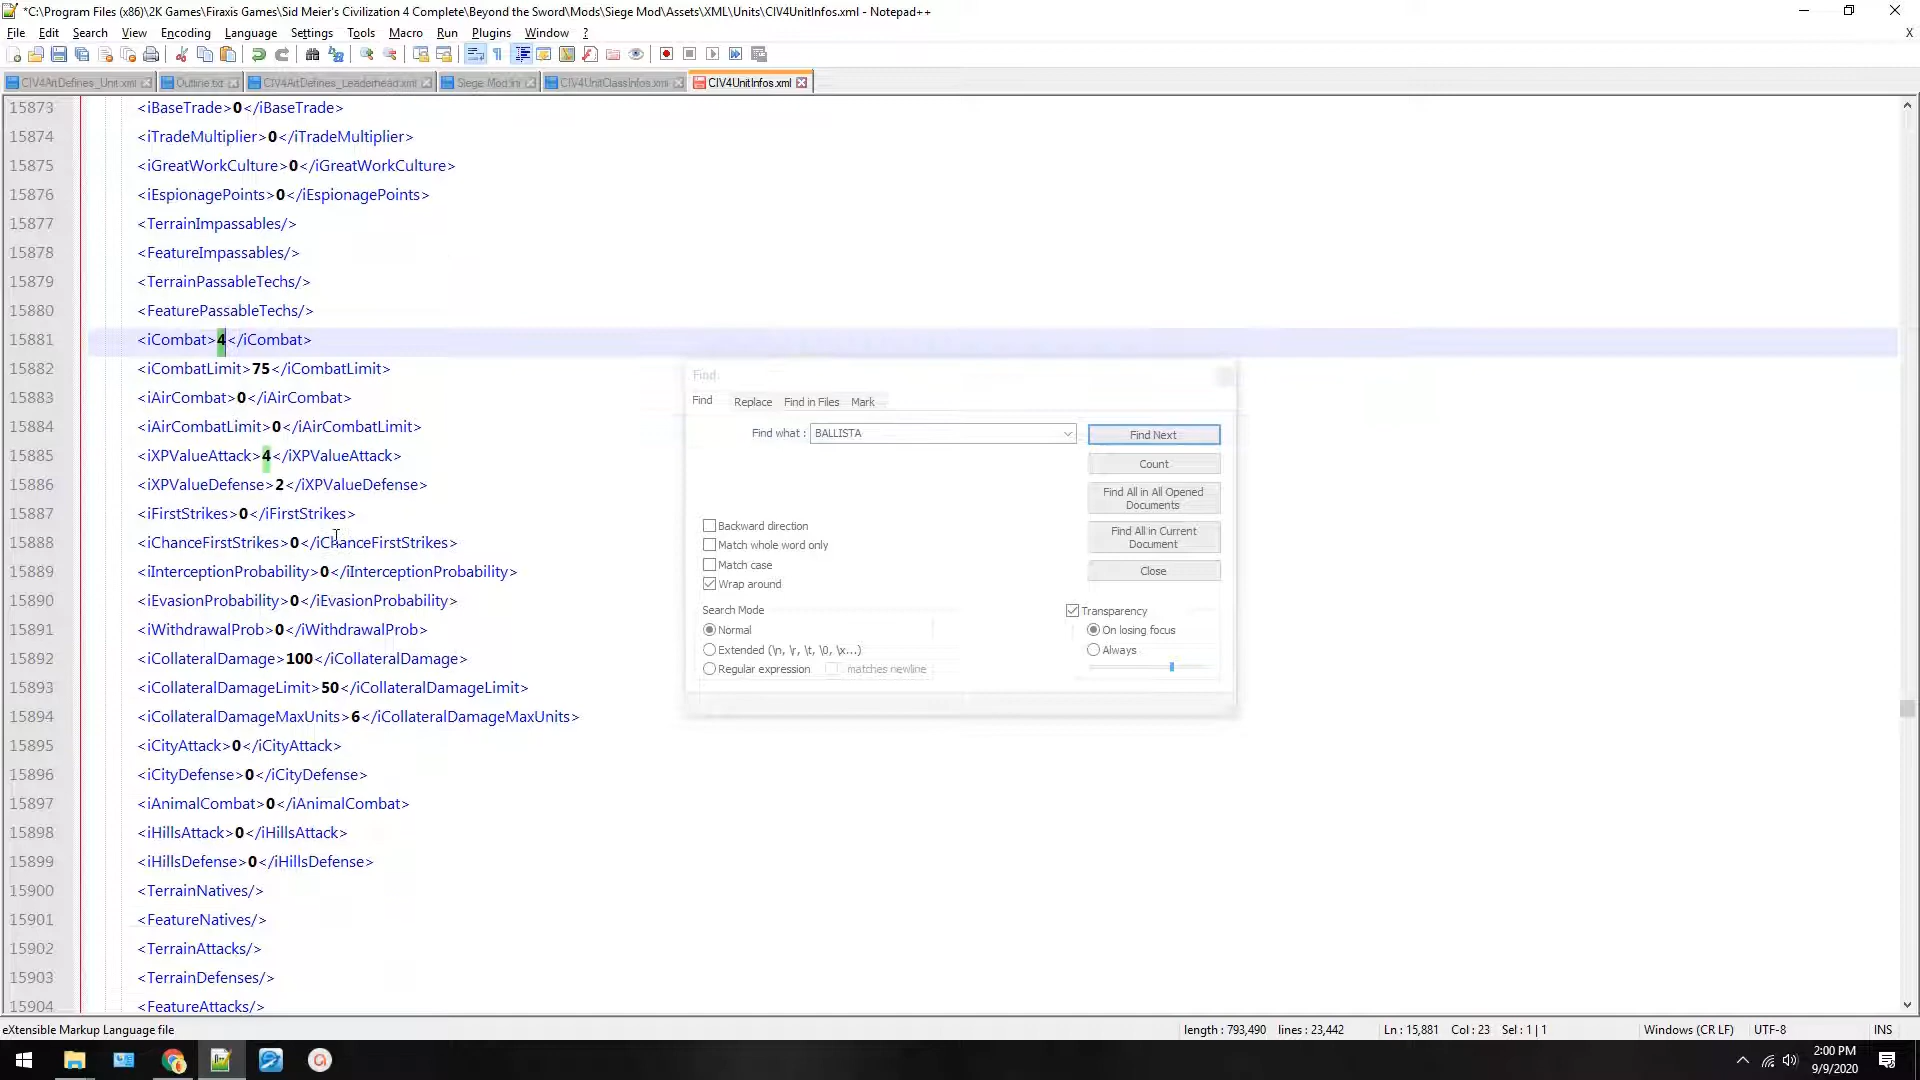 *C:\Program Files (x86)\2K Games\Firaxis Games\Sid Meier's Civilization 4 Complete\Beyond the Sword\Mods\Siege Mod\Assets\XML\Units\CIV4UnitInfos.xml - Notepad++
File Edit Search View Encoding Language Settings Tools Macro Run Plugins Window ? X
CIV4ArtDefines_Unit.xml Outline.txt CIV4ArtDefines_Leaderhead.xml Siege Mod.ini CIV4UnitClassInfos.xml CIV4UnitInfos.xml
15873 <iBaseTrade>0</iBaseTrade>
15874 <iTradeMultiplier>0</iTradeMultiplier>
15875 <iGreatWorkCulture>0</iGreatWorkCulture>
15876 <iEspionagePoints>0</iEspionagePoints>
15877 <TerrainImpassables/>
15878 <FeatureImpassables/>
15879 <TerrainPassableTechs/>
15880 <FeaturePassableTechs/>
15881 <iCombat>4</iCombat>
15882 <iCombatLimit>75</iCombatLimit>
15883 <iAirCombat>0</iAirCombat>
15884 <iAirCombatLimit>0</iAirCombatLimit>
15885 <iXPValueAttack>4</iXPValueAttack>
15886 <iXPValueDefense>2</iXPValueDefense>
15887 <iFirstStrikes>0</iFirstStrikes>
15888 <iChanceFirstStrikes>0</iChanceFirstStrikes>
15889 <iInterceptionProbability>0</iInterceptionProbability>
15890 <iEvasionProbability>0</iEvasionProbability>
15891 <iWithdrawalProb>0</iWithdrawalProb>
15892 <iCollateralDamage>100</iCollateralDamage>
15893 <iCollateralDamageLimit>50</iCollateralDamageLimit>
15894 <iCollateralDamageMaxUnits>6</iCollateralDamageMaxUnits>
15895 <iCityAttack>0</iCityAttack>
15896 <iCityDefense>0</iCityDefense>
15897 <iAnimalCombat>0</iAnimalCombat>
15898 <iHillsAttack>0</iHillsAttack>
15899 <iHillsDefense>0</iHillsDefense>
15900 <TerrainNatives/>
15901 <FeatureNatives/>
15902 <TerrainAttacks/>
15903 <TerrainDefenses/>
15904 <FeatureAttacks/>
Find
Find Replace Find in Files Mark
Find what : BALLISTA
Find Next
Count
Find All in All Opened
Documents
Find All in Current
Document
Close
Backward direction
Match whole word only
Match case
Wrap around
Search Mode
Normal
Extended (\n, \r, \t, \0, \x...)
Regular expression . matches newline
Transparency
On losing focus
Always
eXtensible Markup Language file length : 793,490 lines : 23,442 Ln : 15,881 Col : 23 Sel : 1 | 1 Windows (CR LF) UTF-8 INS
2:00 PM
9/9/2020